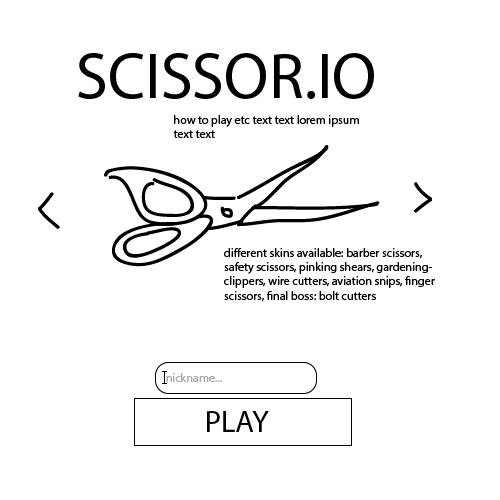 SCISSOR.IO
how to play etc text text lorem ipsum
text text
different skins available: barber scissors,
safety scissors, pinking shears, gardening-
clippers, wire cutters, aviation snips, finger
scissors, final boss: bolt cutters
nickname...
PLAY